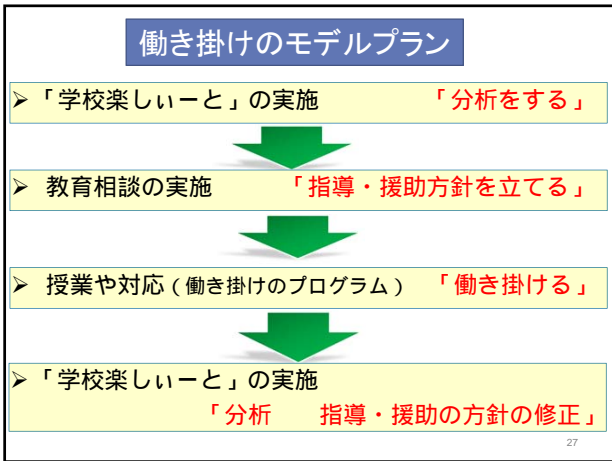 働き掛けのモデルプラン
➢「学校楽しぃーと」の実施 「分析をする」
➢ 教育相談の実施 「指導・援助方針を立てる」
➢ 授業や対応(働き掛けのプログラム) 「働き掛ける」
➢「学校楽しぃーと」の実施
「分析 指導・援助の方針の修正」
27